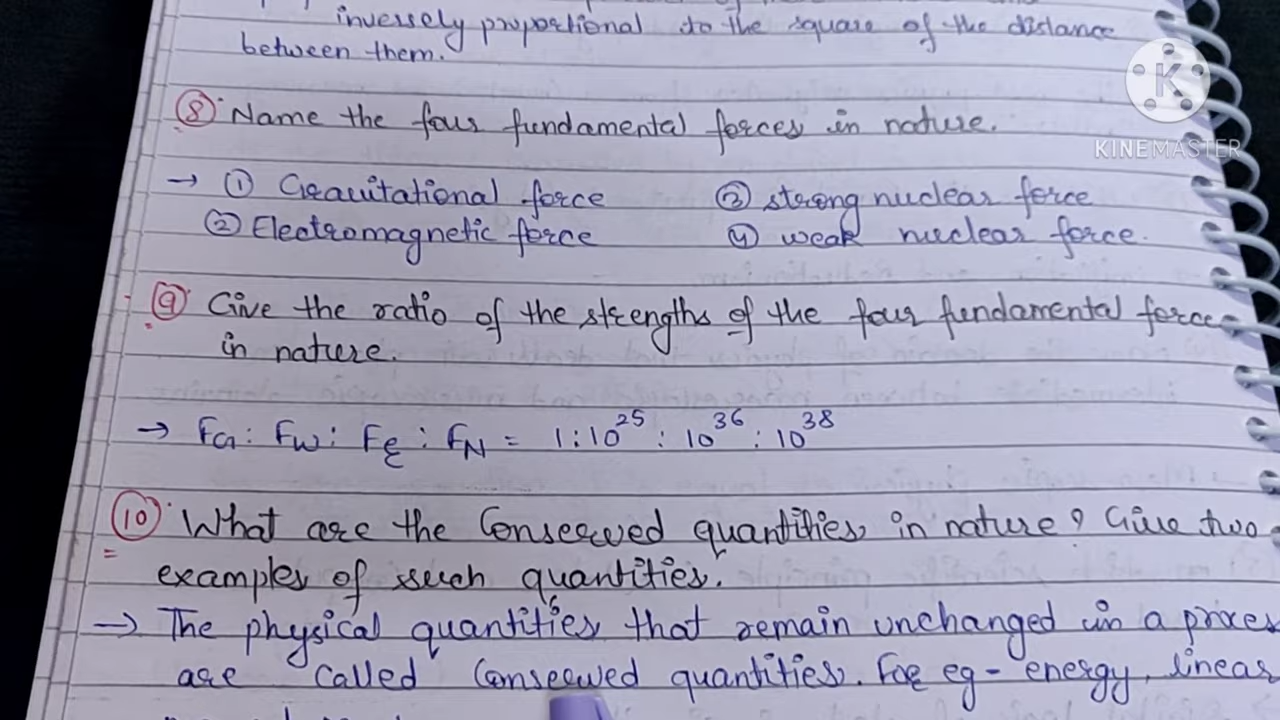 inversely proportional to the square of the distance
between them.
K
KINEMASTER
⑧ Name the four fundamental forces in nature.
→ ① Gravitational force ③ strong nuclear force
② Electromagnetic force ④ weak nuclear force.
⑨ Give the ratio of the strengths of the four fundamental forces
in nature.
→ FG : FW : FE : FN = 1 : 10^25 : 10^36 : 10^38
⑩ What are the Conserved quantities in nature? Give two
examples of such quantities.
→ The physical quantities that remain unchanged in a proces
are called Conserved quantities. For eg - energy, linear